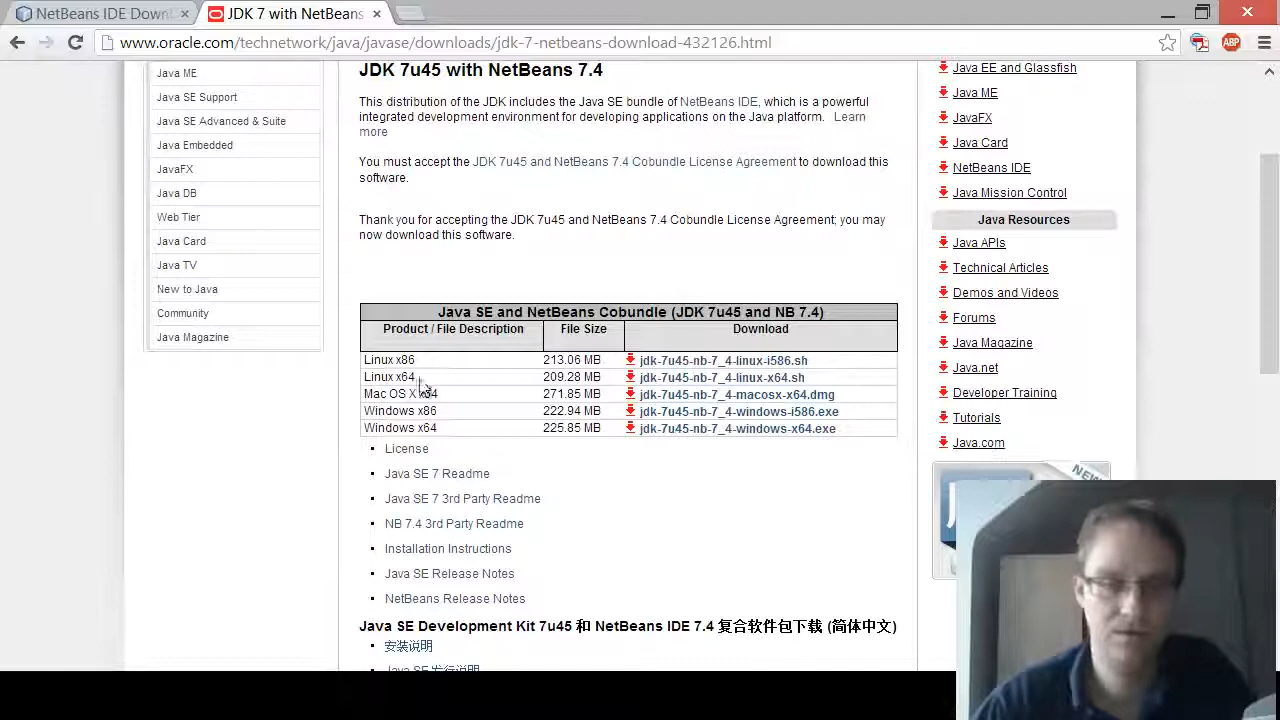 NetBeans IDE Down
JDK 7 with NetBeans
www.oracle.com/technetwork/java/javase/downloads/jdk-7-netbeans-download-432126.html
ABP
Java ME
Java SE Support
Java SE Advanced & Suite
Java Embedded
JavaFX
Java DB
Web Tier
Java Card
Java TV
New to Java
Community
Java Magazine
JDK 7u45 with NetBeans 7.4
This distribution of the JDK includes the Java SE bundle of NetBeans IDE, which is a powerful
integrated development environment for developing applications on the Java platform. Learn
more
You must accept the JDK 7u45 and NetBeans 7.4 Cobundle License Agreement to download this
software.
Thank you for accepting the JDK 7u45 and NetBeans 7.4 Cobundle License Agreement; you may
now download this software.
Java SE and NetBeans Cobundle (JDK 7u45 and NB 7.4)
Product / File Description File Size Download
Linux x86 213.06 MB jdk-7u45-nb-7_4-linux-i586.sh
Linux x64 209.28 MB jdk-7u45-nb-7_4-linux-x64.sh
Mac OS X x64 271.85 MB jdk-7u45-nb-7_4-macosx-x64.dmg
Windows x86 222.94 MB jdk-7u45-nb-7_4-windows-i586.exe
Windows x64 225.85 MB jdk-7u45-nb-7_4-windows-x64.exe
License
Java SE 7 Readme
Java SE 7 3rd Party Readme
NB 7.4 3rd Party Readme
Installation Instructions
Java SE Release Notes
NetBeans Release Notes
Java SE Development Kit 7u45 和 NetBeans IDE 7.4 复合软件包下载 (简体中文)
安装说明
Java SE 发行说明
Java EE and Glassfish
Java ME
JavaFX
Java Card
NetBeans IDE
Java Mission Control
Java Resources
Java APIs
Technical Articles
Demos and Videos
Forums
Java Magazine
Java.net
Developer Training
Tutorials
Java.com
NEW